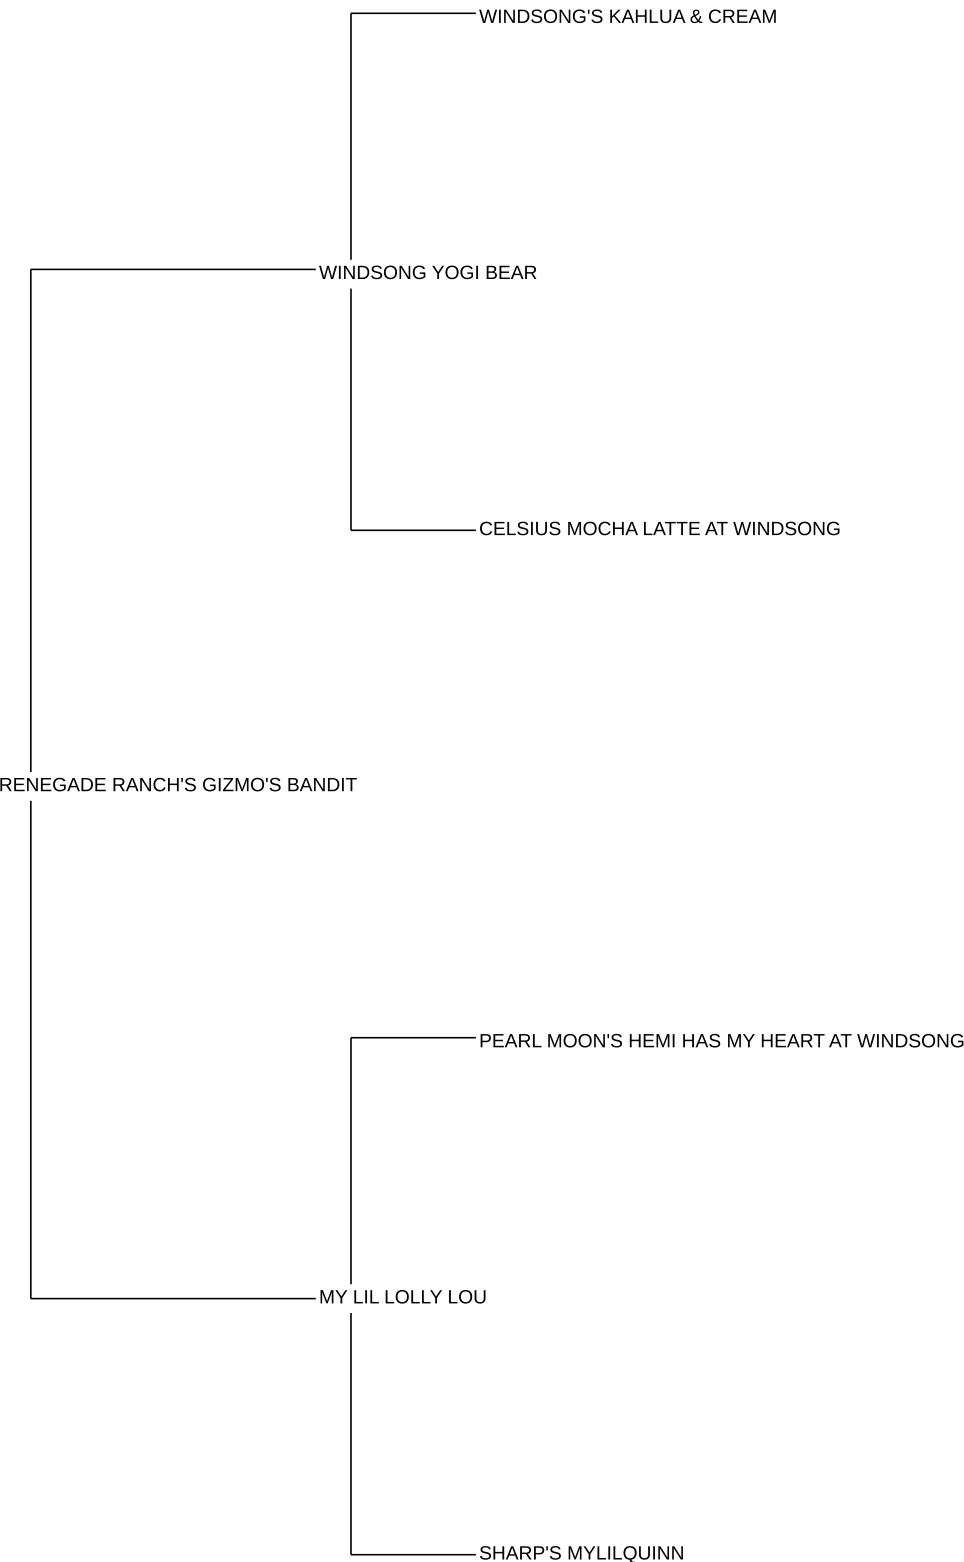 WINDSONG'S KAHLUA & CREAM
WINDSONG YOGI BEAR
CELSIUS MOCHA LATTE AT WINDSONG
RENEGADE RANCH'S GIZMO'S BANDIT
PEARL MOON'S HEMI HAS MY HEART AT WINDSONG
MY LIL LOLLY LOU
SHARP'S MYLILQUINN